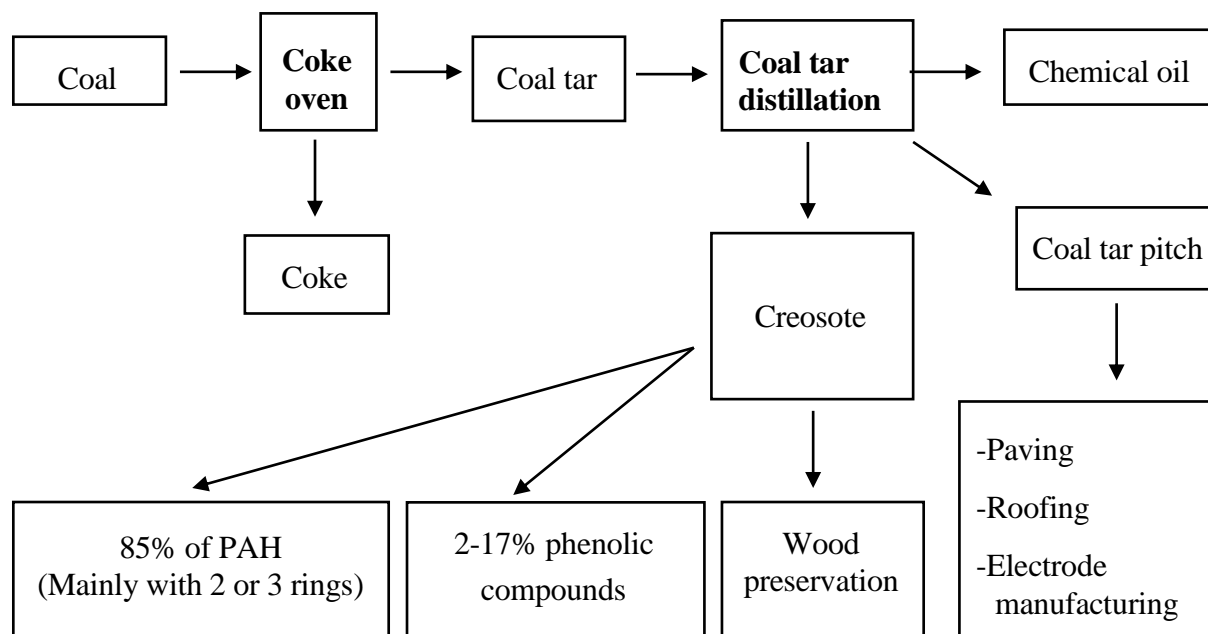 Coal
Coke
oven
Coal tar
Coal tar
distillation
Chemical oil
Coke
Creosote
Coal tar pitch
85% of PAH
(Mainly with 2 or 3 rings)
2-17% phenolic
compounds
Wood
preservation
-Paving
-Roofing
-Electrode
manufacturing